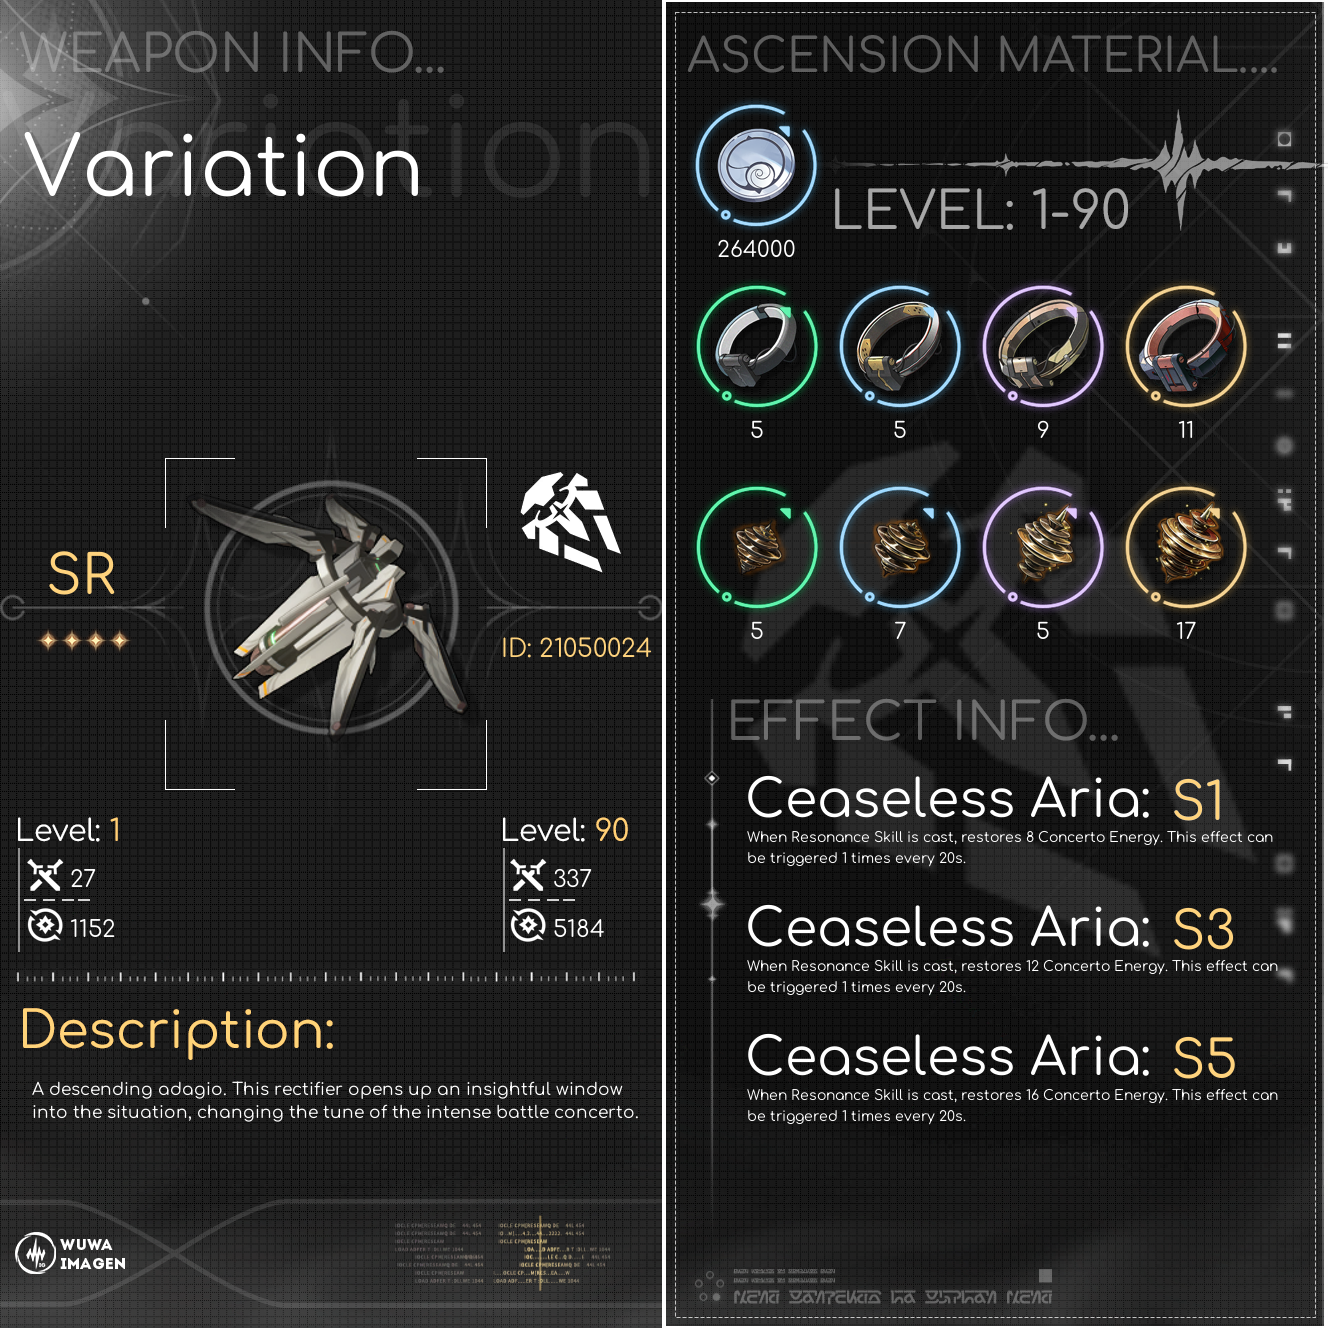 WEAPON INFO...
Variation
SR
ID: 21050024
Level: 1
27
1152
Level: 90
337
5184
Description:
A descending adagio. This rectifier opens up an insightful window
into the situation, changing the tune of the intense battle concerto.
WUWA
IMAGEN
ASCENSION MATERIAL....
LEVEL: 1-90
264000
5 5 9 11
5 7 5 17
EFFECT INFO...
Ceaseless Aria: S1
When Resonance Skill is cast, restores 8 Concerto Energy. This effect can
be triggered 1 times every 20s.
Ceaseless Aria: S3
When Resonance Skill is cast, restores 12 Concerto Energy. This effect can
be triggered 1 times every 20s.
Ceaseless Aria: S5
When Resonance Skill is cast, restores 16 Concerto Energy. This effect can
be triggered 1 times every 20s.